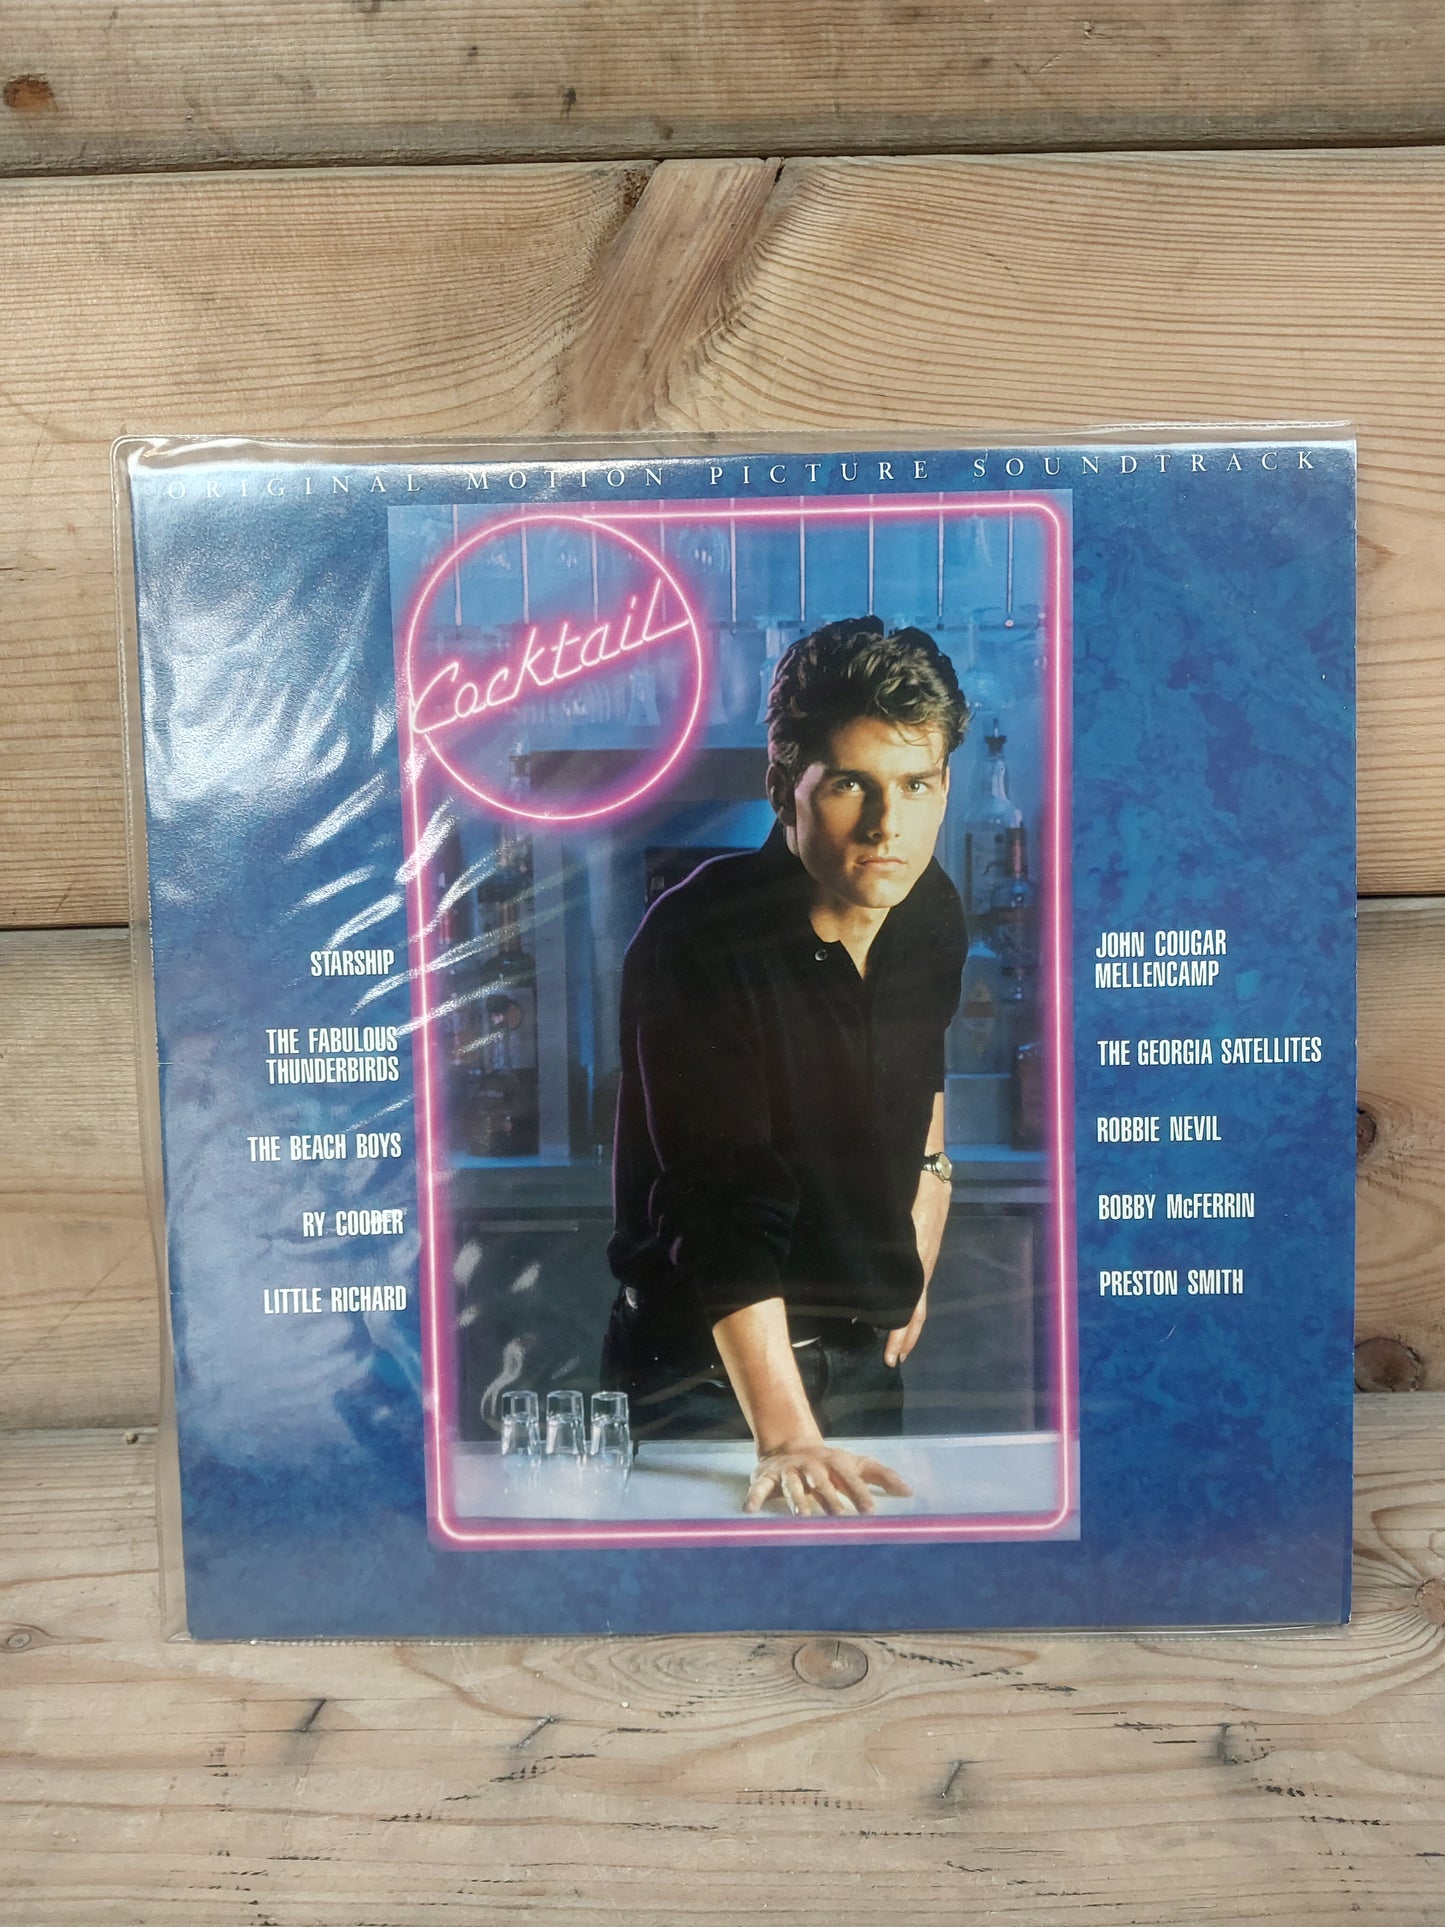 ORIGINAL MOTION PICTURE SOUNDTRACK
Cocktail
STARSHIP
THE FABULOUS
THUNDERBIRDS
THE BEACH BOYS
RY COODER
LITTLE RICHARD
JOHN COUGAR
MELLENCAMP
THE GEORGIA SATELLITES
ROBBIE NEVIL
BOBBY McFERRIN
PRESTON SMITH